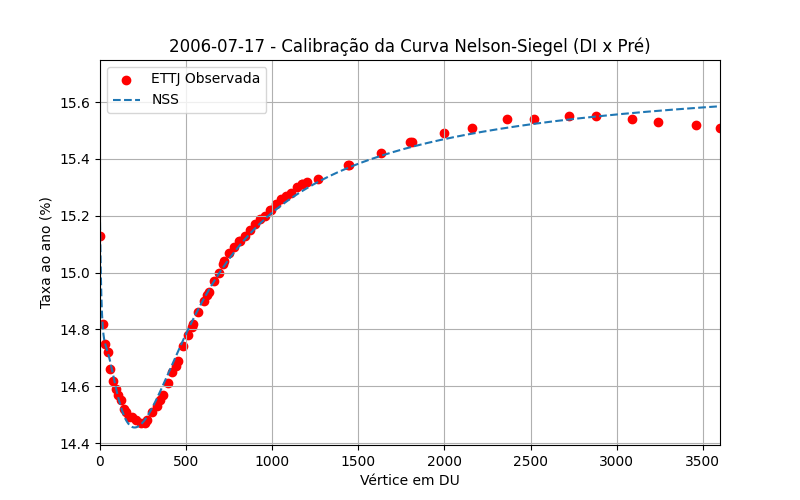 2006-07-17 - Calibração da Curva Nelson-Siegel (DI x Pré)
ETTJ Observada
NSS
Taxa ao ano (%)
15.6
15.4
15.2
15.0
14.8
14.6
14.4
0 500 1000 1500 2000 2500 3000 3500
Vértice em DU